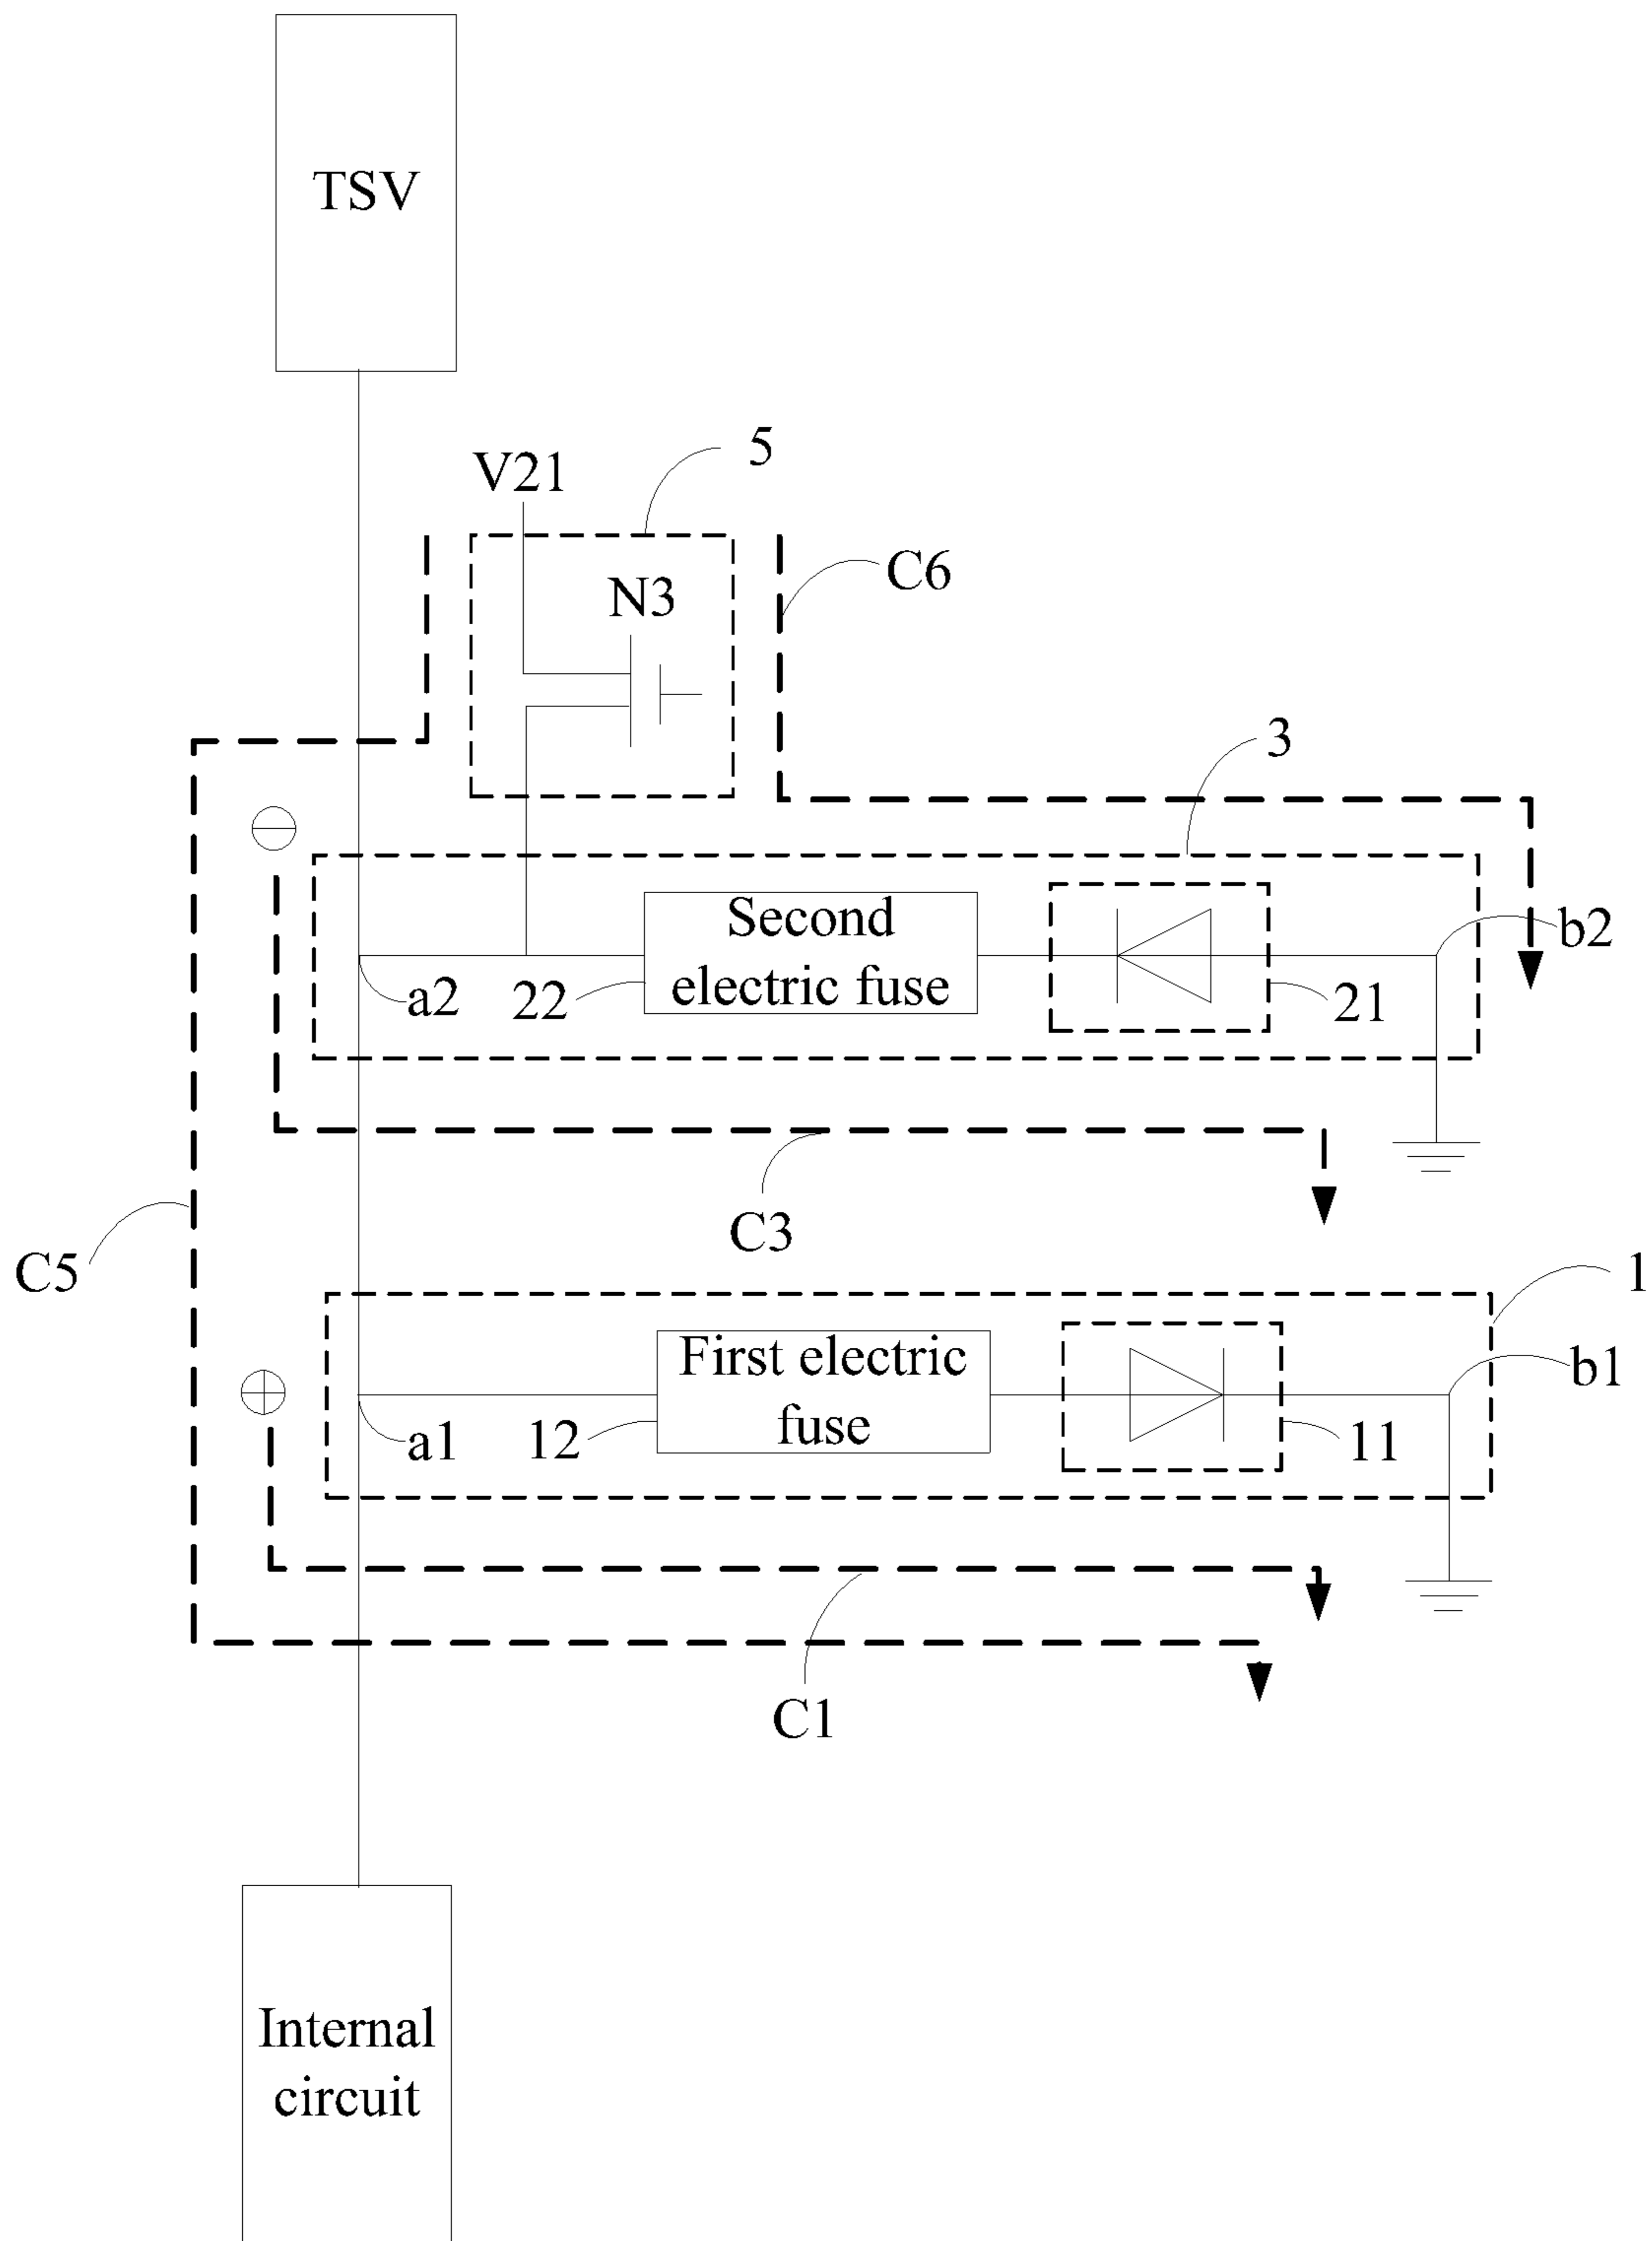 TSV
V21
5
C6
N3
3
Second
electric fuse
b2
a2
22
21
C3
C5
1
First electric
fuse
b1
a1
12
11
C1
Internal
circuit